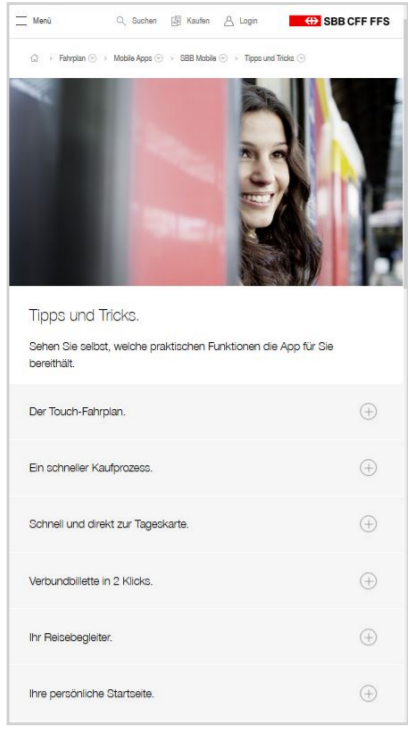 Menü Suchen Kaufen Login SBB CFF FFS
Fahrplan Mobile Apps SBB Mobile Tipps und Tricks
Tipps und Tricks.
Sehen Sie selbst, welche praktischen Funktionen die App für Sie
bereithält.
Der Touch-Fahrplan.
Ein schneller Kaufprozess.
Schnell und direkt zur Tageskarte.
Verbundbillette in 2 Klicks.
Ihr Reisebegleiter.
Ihre persönliche Startseite.